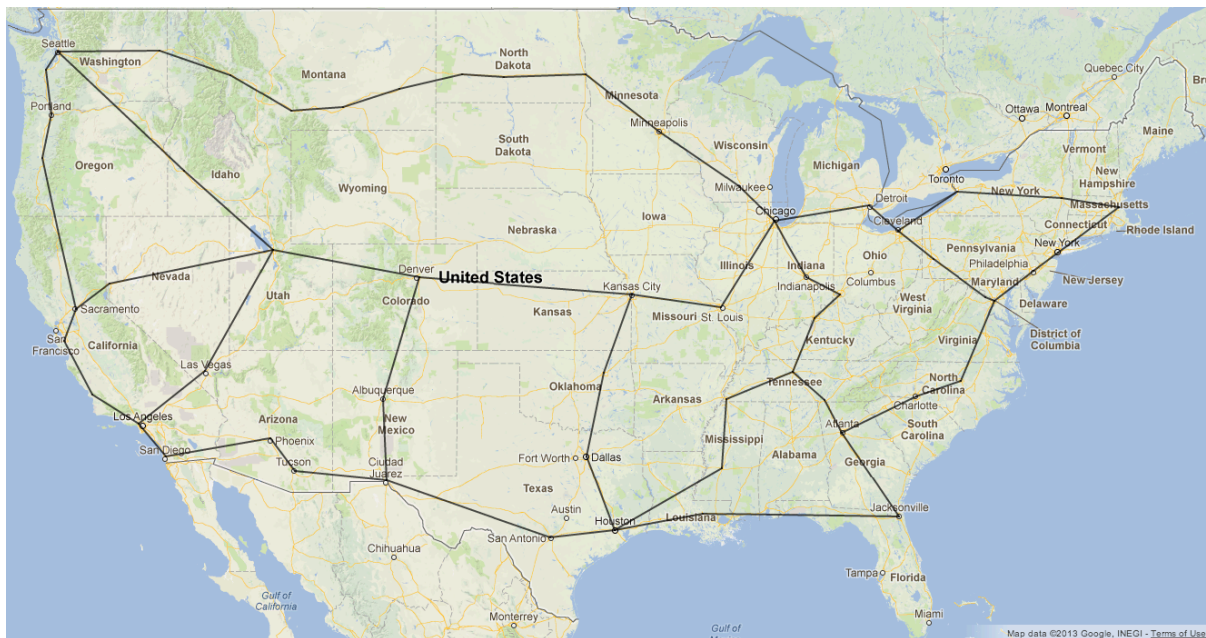 Seattle
Washington
Montana
North
Dakota
Minnesota
Quebec City
Portland
Ottawa
Montreal
Maine
Minneapolis
Oregon
Idaho
South
Dakota
Wisconsin
Michigan
Vermont
Toronto
New
Hampshire
Wyoming
Milwaukee
Detroit
New York
Massachusetts
Iowa
Chicago
Cleveland
Connecticut
Rhode Island
Nebraska
Pennsylvania
New York
Nevada
Utah
Denver
United States
Illinois
Indiana
Ohio
Philadelphia
Indianapolis
Columbus
Maryland
New Jersey
Colorado
Kansas City
Delaware
Sacramento
Kansas
Missouri
St. Louis
West
Virginia
District of
Columbia
San
Francisco
California
Kentucky
Virginia
Las Vegas
Albuquerque
Oklahoma
Tennessee
North
Carolina
Arkansas
Charlotte
Los Angeles
Arizona
New
Mexico
Atlanta
South
Carolina
Phoenix
Mississippi
San Diego
Alabama
Georgia
Tucson
Ciudad
Juarez
Fort Worth
Dallas
Texas
Austin
Houston
Louisiana
Jacksonville
San Antonio
Chihuahua
Tampa
Florida
Gulf of
California
Monterrey
Miami
Gulf of
Map data ©2013 Google, INEGI - Terms of Use